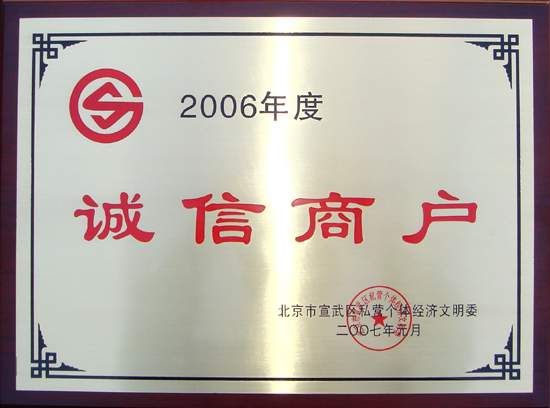 2006年度
诚信商户
北京市宣武区私营个体经济文明委
二〇〇七年元月